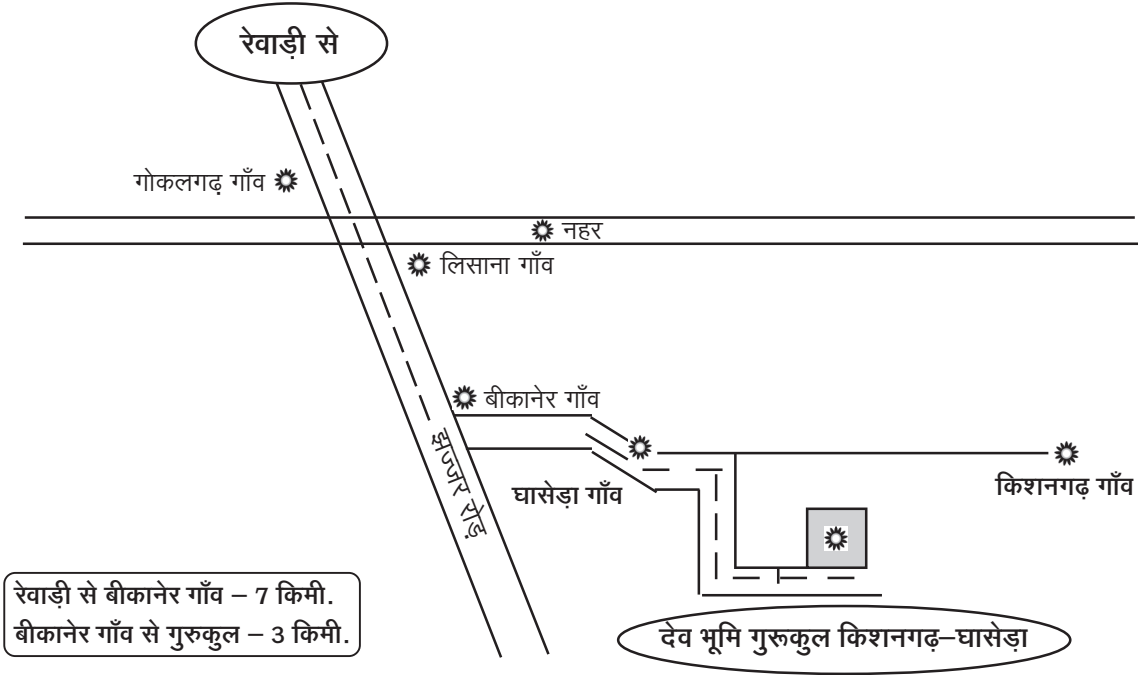 रेवाड़ी से
गोकलगढ़ गाँव
नहर
लिसाना गाँव
बीकानेर गाँव
झज्जर रोड़
घासेड़ा गाँव
किशनगढ़ गाँव
रेवाड़ी से बीकानेर गाँव – 7 किमी.
बीकानेर गाँव से गुरुकुल – 3 किमी.
देव भूमि गुरूकुल किशनगढ़–घासेड़ा